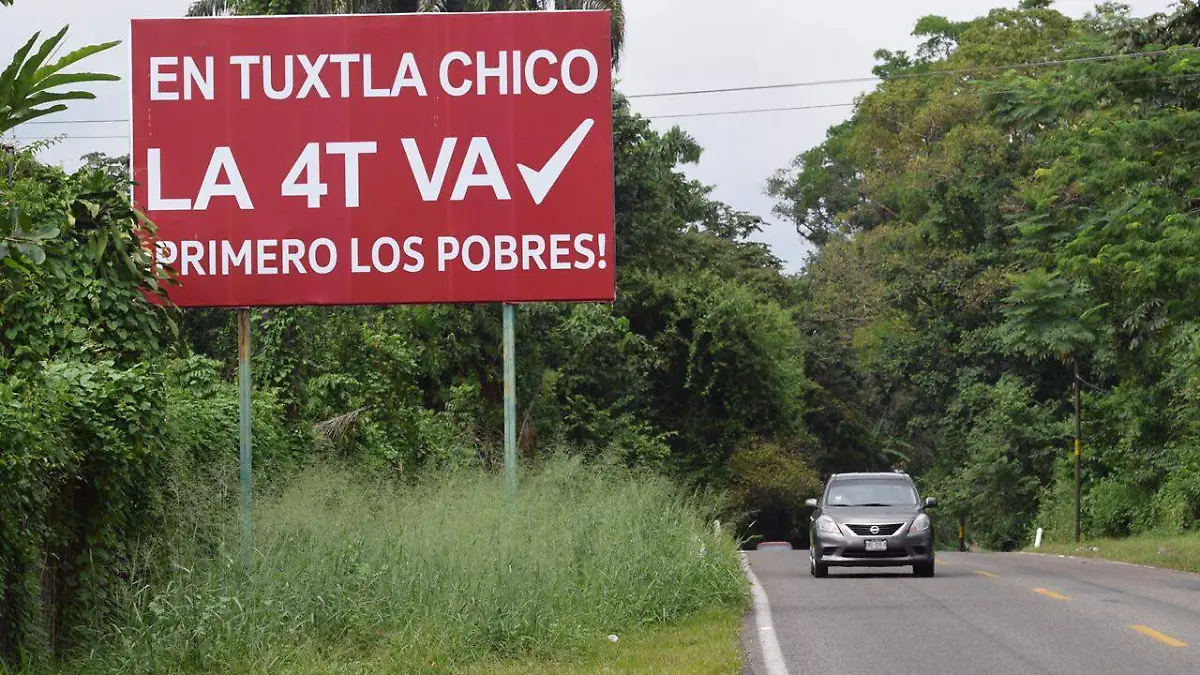 EN TUXTLA CHICO
LA 4T VA✓
¡PRIMERO LOS POBRES!